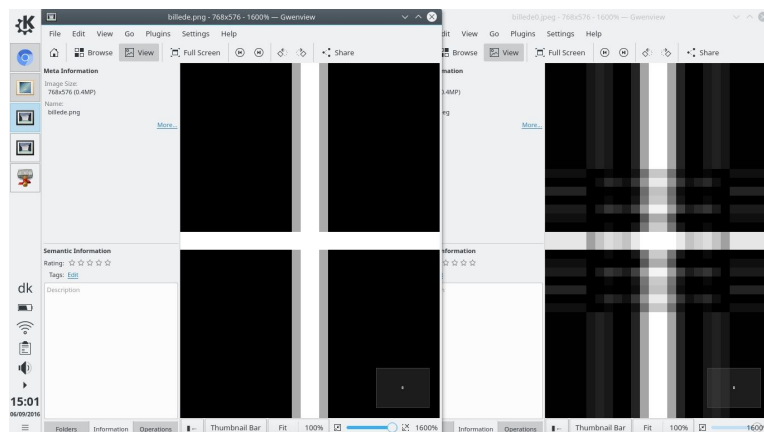 billede.png - 768x576 - 1600% — Gwenview
File Edit View Go Plugins Settings Help
Browse View Full Screen Share
Meta Information
Image Size:
768x576 (0.4MP)
Name:
billede.png
More...
Semantic Information
Rating:
Tags: Edit
Description
Folders Information Operations
Thumbnail Bar Fit 100% 1600%
billede0.jpeg - 768x576 - 1600% — Gwenview
dit View Go Plugins Settings Help
Browse View Full Screen Share
mation
0.4MP)
eg
More...
nformation
Information Operations
Thumbnail Bar Fit 100% 1600%
dk
15:01
06/09/2016